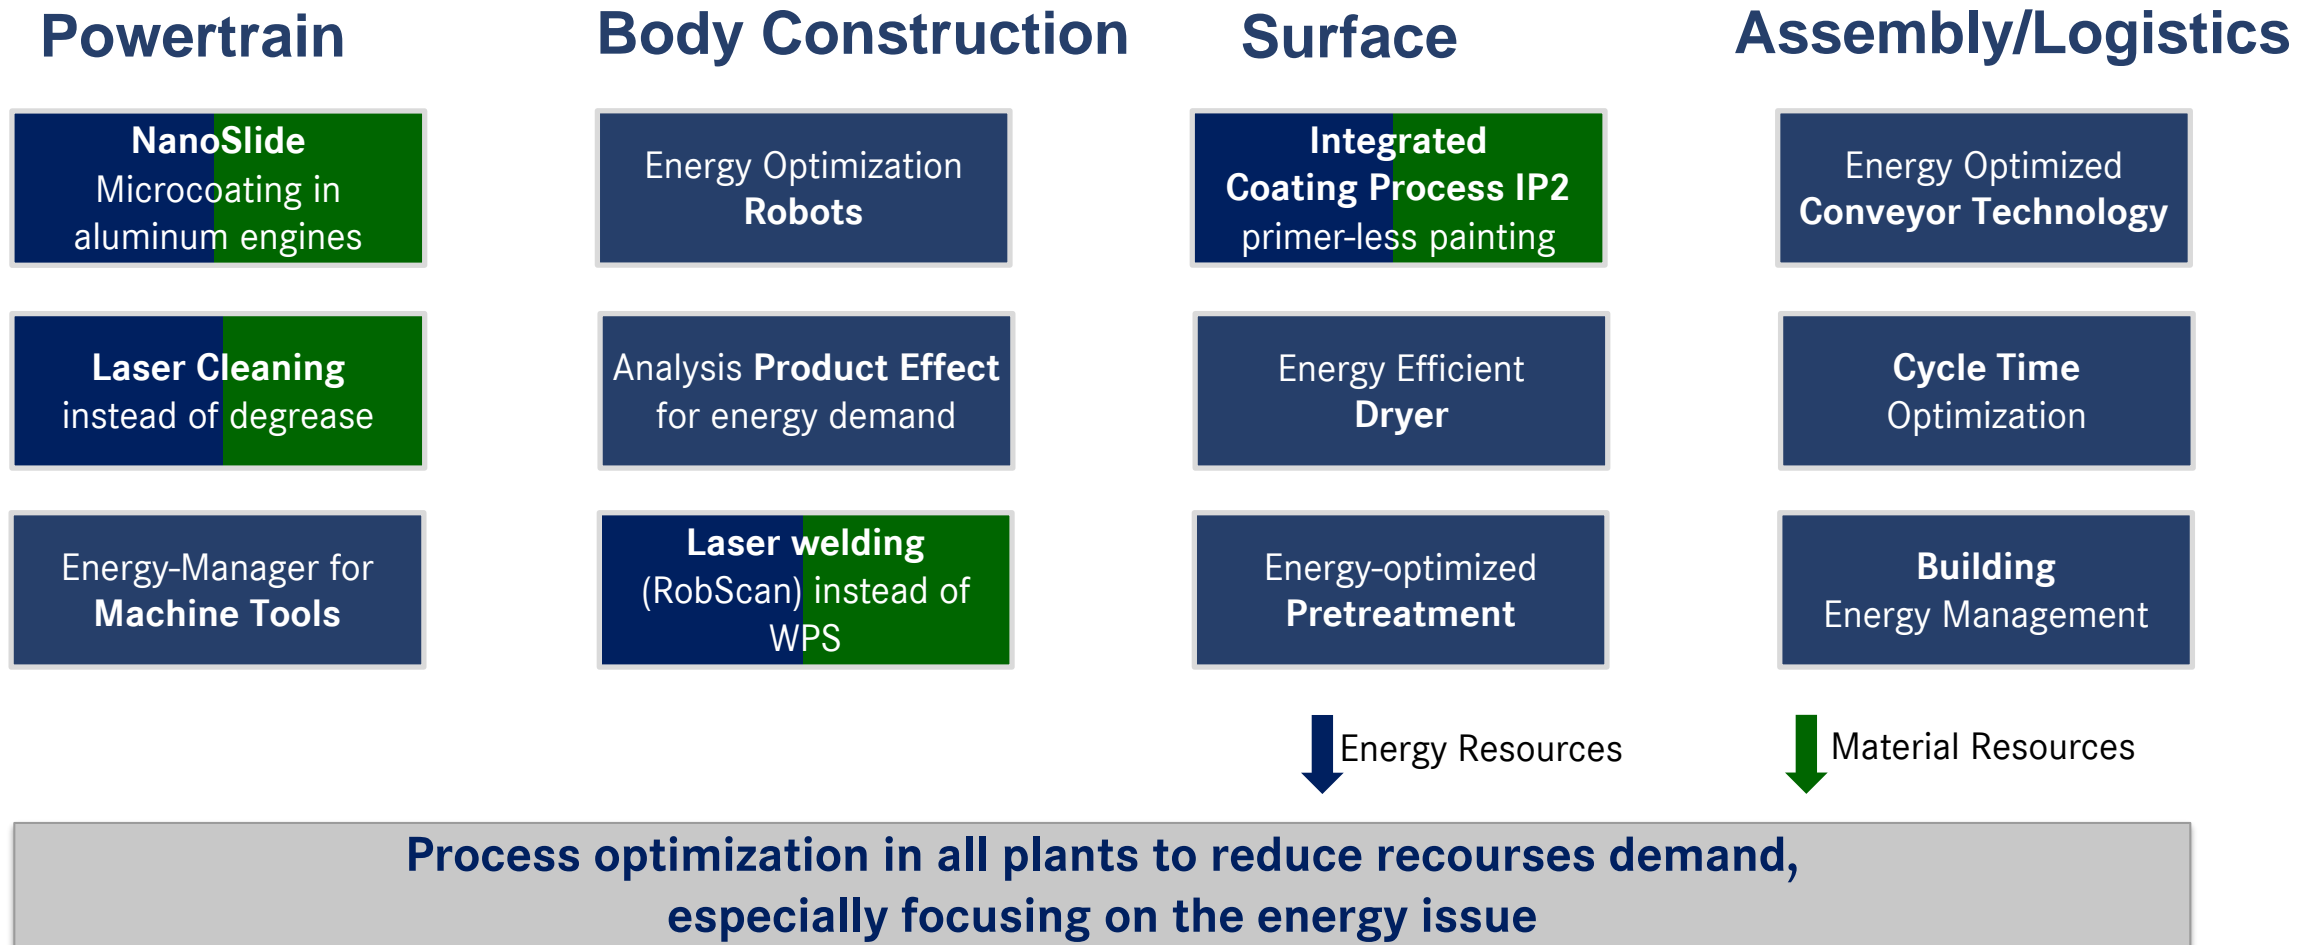 Powertrain
NanoSlide
Microcoating in
aluminum engines
Laser Cleaning
instead of degrease
Energy-Manager for
Machine Tools
Body Construction
Energy Optimization
Robots
Analysis Product Effect
for energy demand
Laser welding
(RobScan) instead of
WPS
Surface
Integrated
Coating Process IP2
primer-less painting
Energy Efficient
Dryer
Energy-optimized
Pretreatment
Assembly/Logistics
Energy Optimized
Conveyor Technology
Cycle Time
Optimization
Building
Energy Management
Energy Resources
Material Resources
Process optimization in all plants to reduce recourses demand,
especially focusing on the energy issue